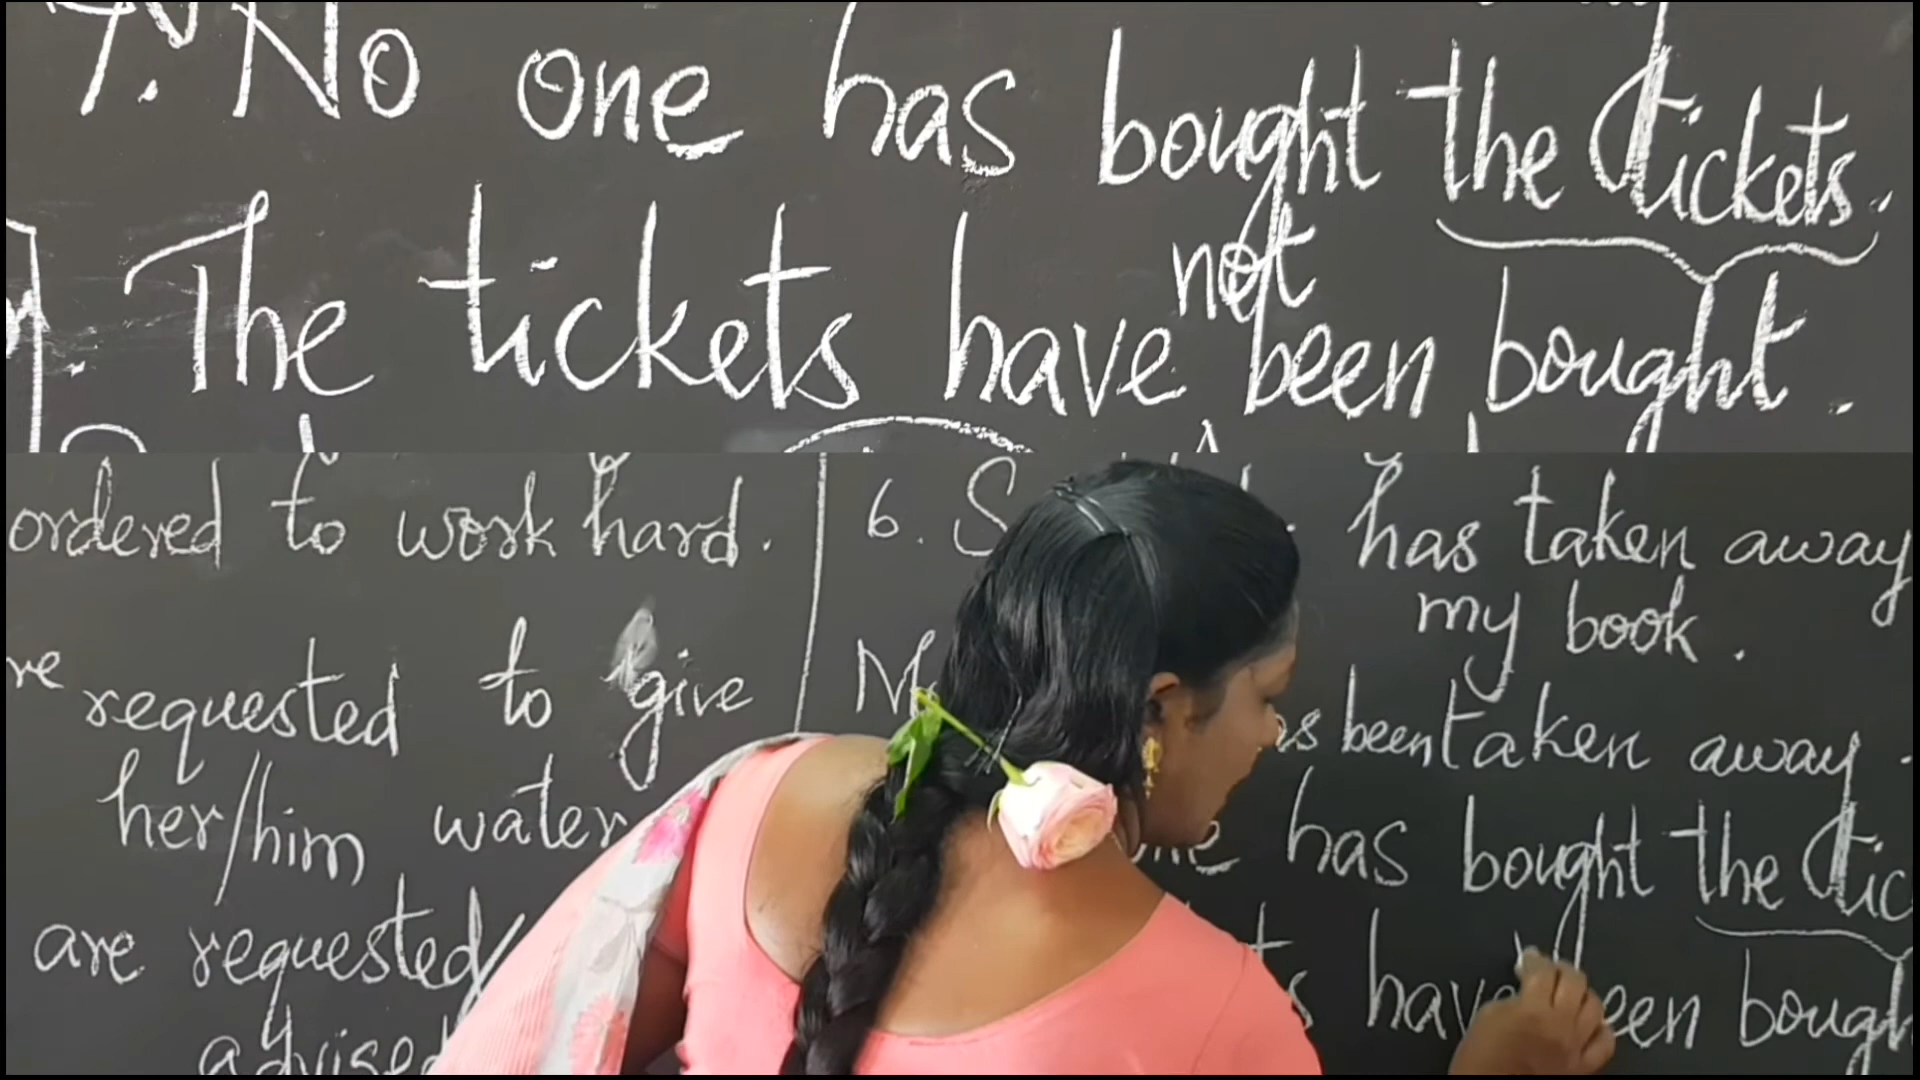 7. No one has bought the tickets.
not
The tickets have been bought.
ordered to work hard.
requested to give
her/him water
are requested
advised
6. S
has taken away
my book.
been taken away.
has bought the tic
have een bough